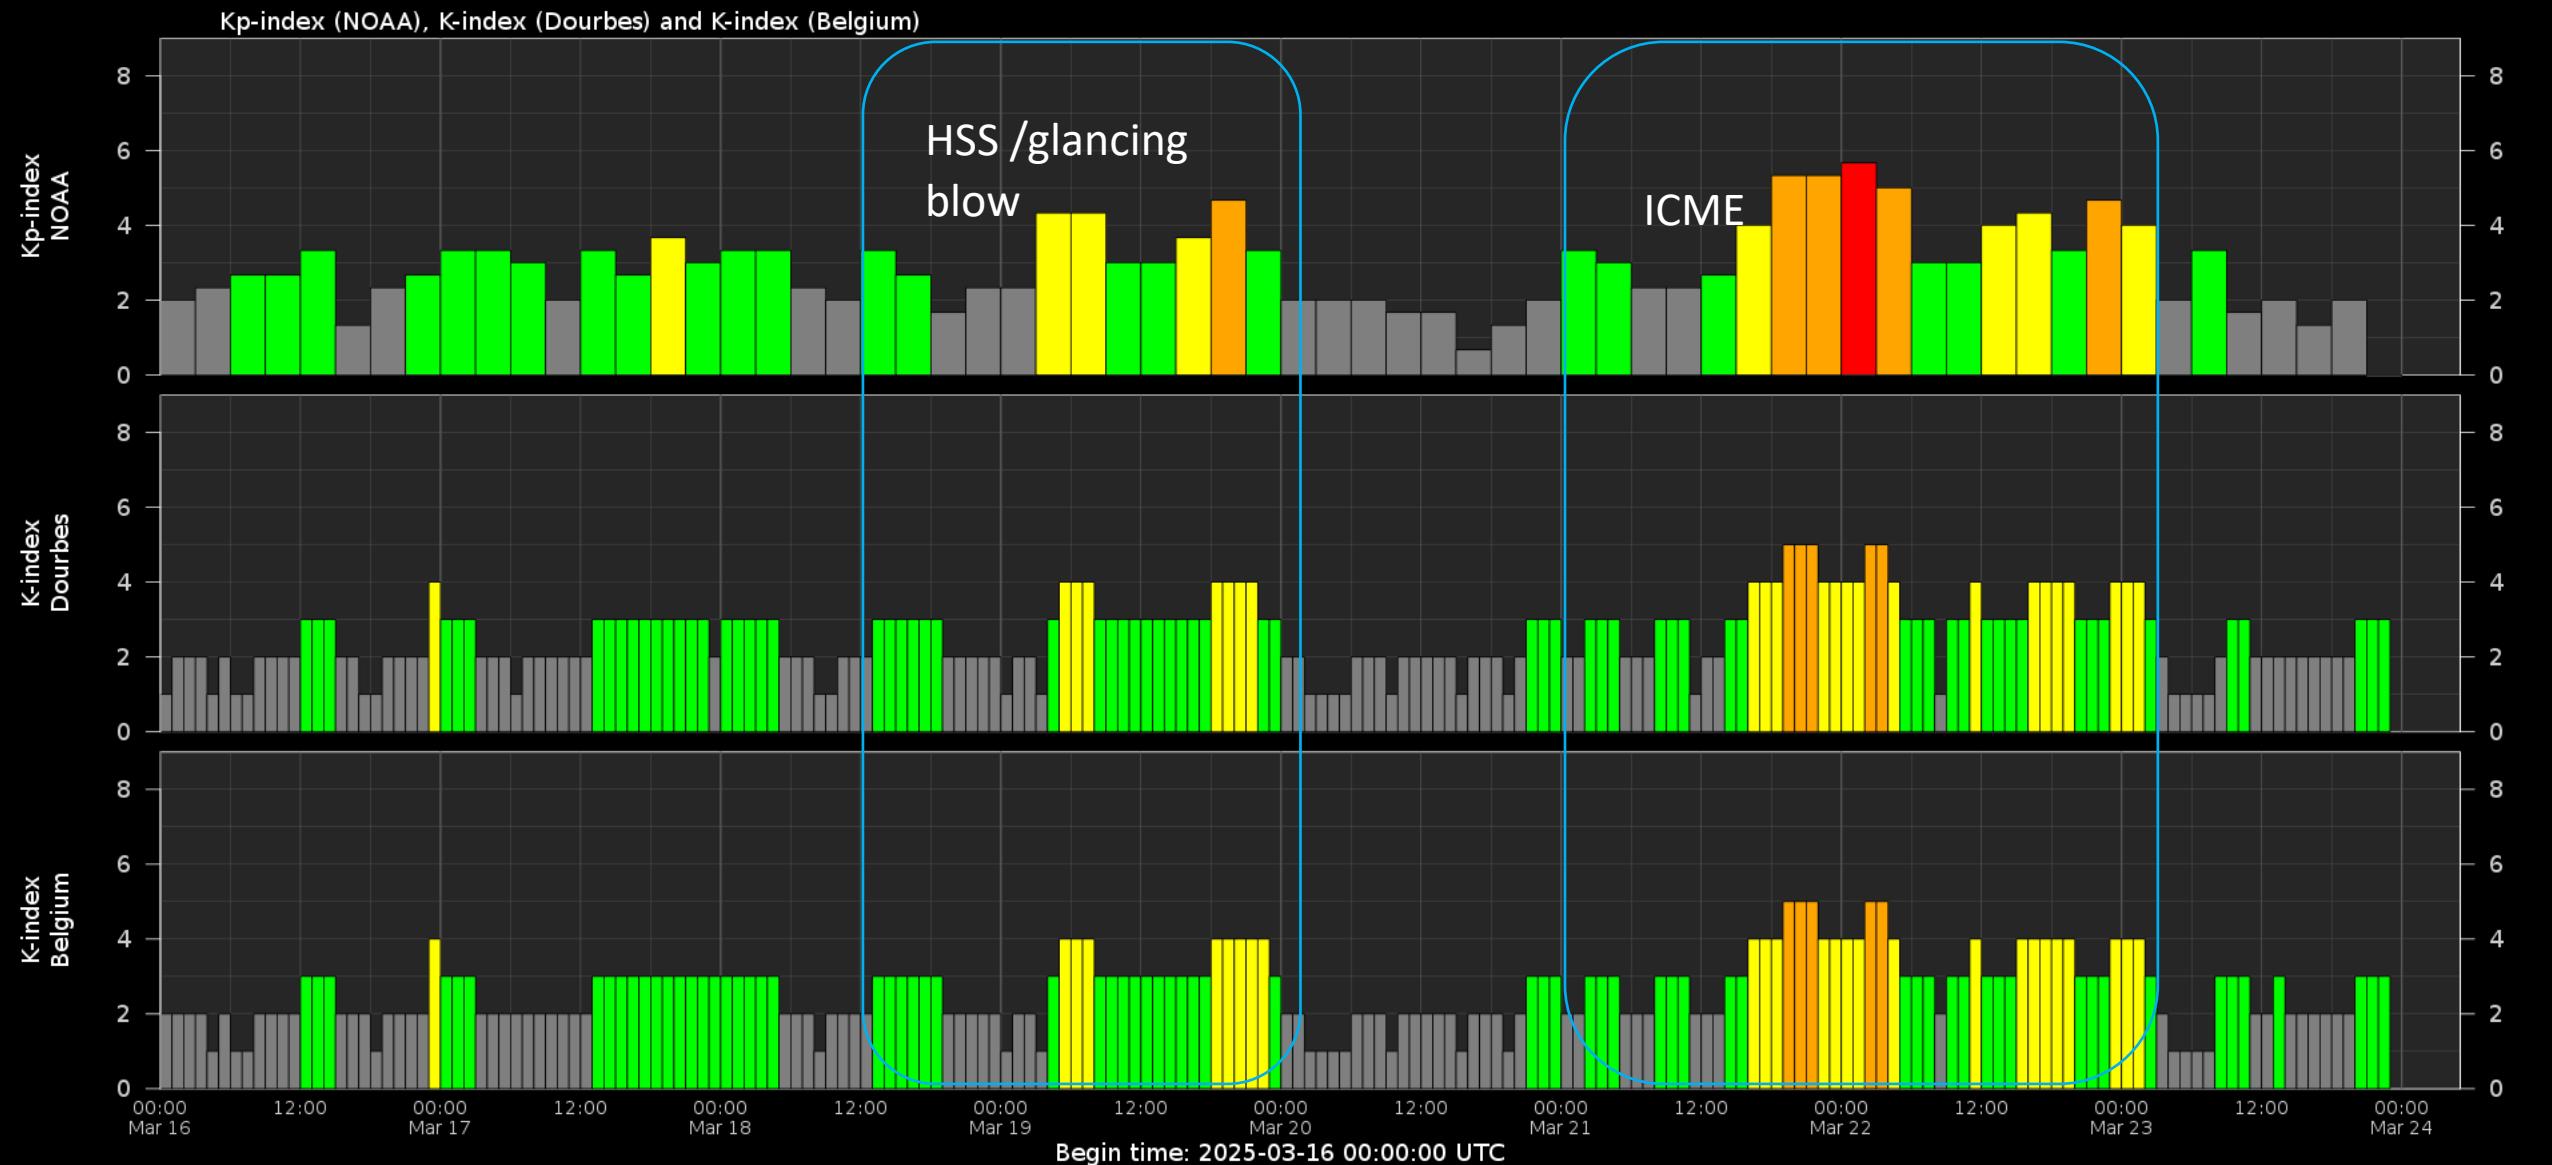 Kp-index (NOAA), K-index (Dourbes) and K-index (Belgium)
Kp-index
NOAA
8
6
4
2
0
HSS /glancing
blow
ICME
8
6
4
2
0
K-index
Dourbes
8
6
4
2
0
8
6
4
2
0
K-index
Belgium
8
6
4
2
0
8
6
4
2
0
00:00 12:00 00:00 12:00 00:00 12:00 00:00 12:00 00:00 12:00 00:00 12:00 00:00 12:00 00:00 12:00 00:00
Mar 16 Mar 17 Mar 18 Mar 19 Mar 20 Mar 21 Mar 22 Mar 23 Mar 24
Begin time: 2025-03-16 00:00:00 UTC